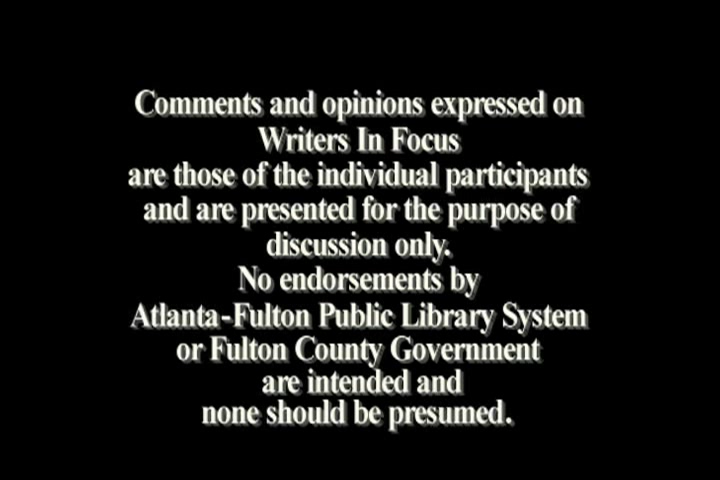 Comments and opinions expressed on
Writers In Focus
are those of the individual participants
and are presented for the purpose of
discussion only.
No endorsements by
Atlanta-Fulton Public Library System
or Fulton County Government
are intended and
none should be presumed.